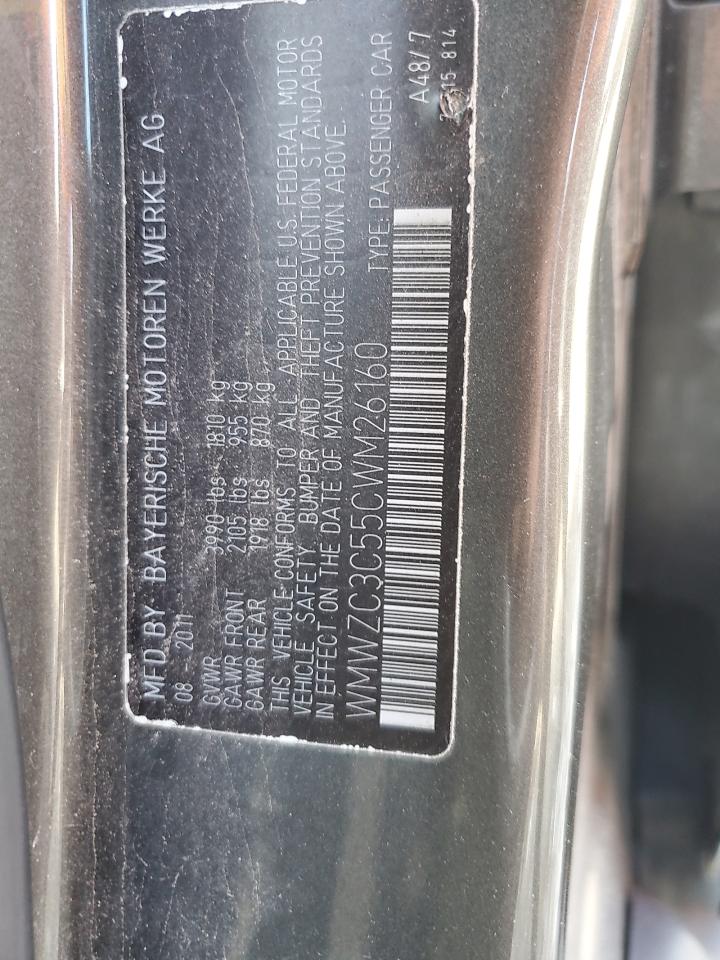 MFD BY BAYERISCHE MOTOREN WERKE AG
08 2011
GVWR 3990 lbs 1810 kg
GAWR FRONT 2105 lbs 955 kg
GAWR REAR 1918 lbs 870 kg
THIS VEHICLE CONFORMS TO ALL APPLICABLE U.S. FEDERAL MOTOR
VEHICLE SAFETY, BUMPER AND THEFT PREVENTION STANDARDS
IN EFFECT ON THE DATE OF MANUFACTURE SHOWN ABOVE.
WMWZC3C55CWM26160 TYPE: PASSENGER CAR
A48/7
814